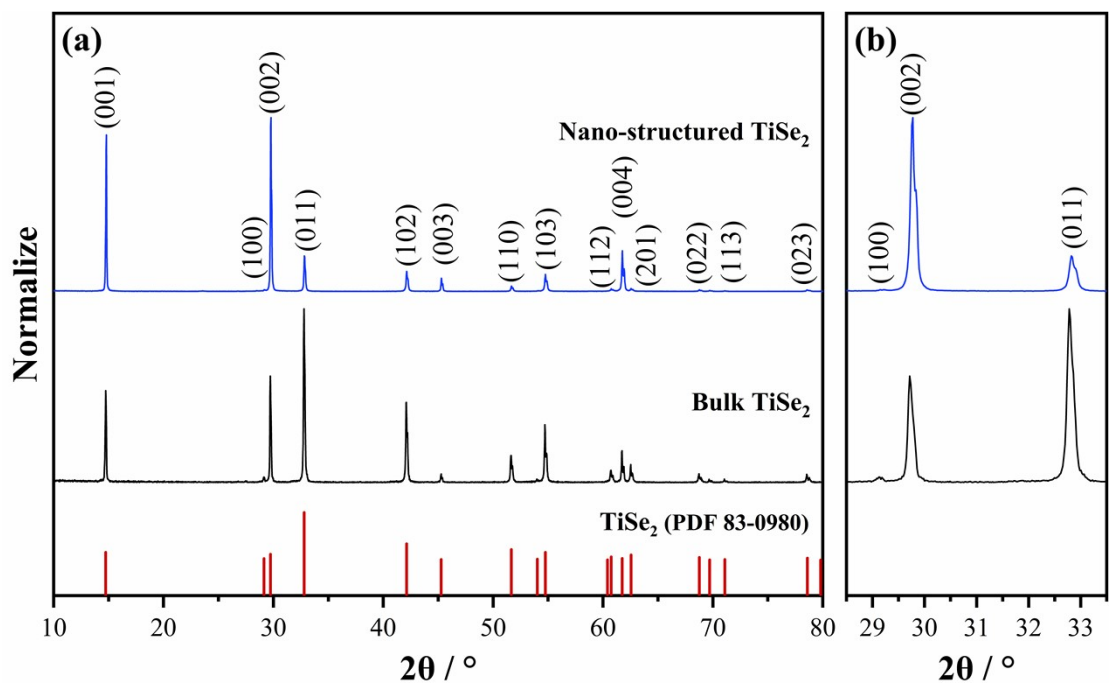 (a)
(001)
(100)
(002)
(011)
(102)
(003)
(110)
(103)
(112)
(004)
(201)
(022)
(113)
(023)
Nano-structured TiSe₂
Bulk TiSe₂
TiSe₂ (PDF 83-0980)
Normalize
10 20 30 40 50 60 70 80
2θ / °
(b)
(100)
(002)
(011)
29 30 31 32 33
2θ / °